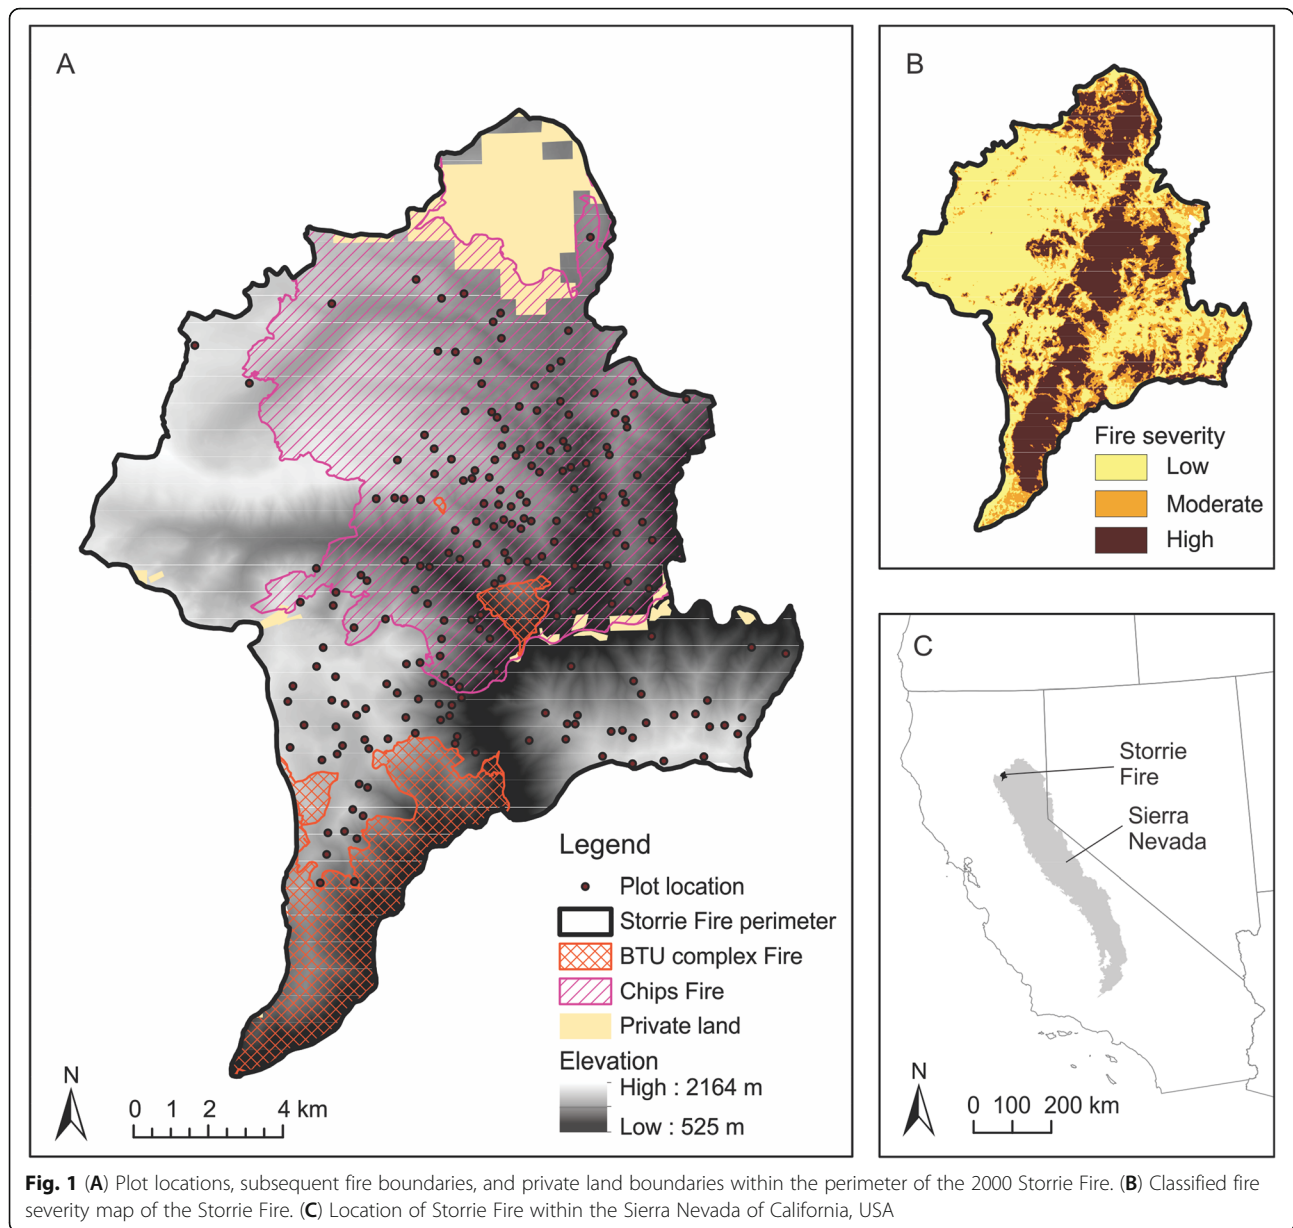 A
Legend
Plot location
Storrie Fire perimeter
BTU complex Fire
Chips Fire
Private land
Elevation
High : 2164 m
Low : 525 m
N
0 1 2 4 km
B
Fire severity
Low
Moderate
High
C
Storrie
Fire
Sierra
Nevada
N
0 100 200 km
Fig. 1 (A) Plot locations, subsequent fire boundaries, and private land boundaries within the perimeter of the 2000 Storrie Fire. (B) Classified fire
severity map of the Storrie Fire. (C) Location of Storrie Fire within the Sierra Nevada of California, USA